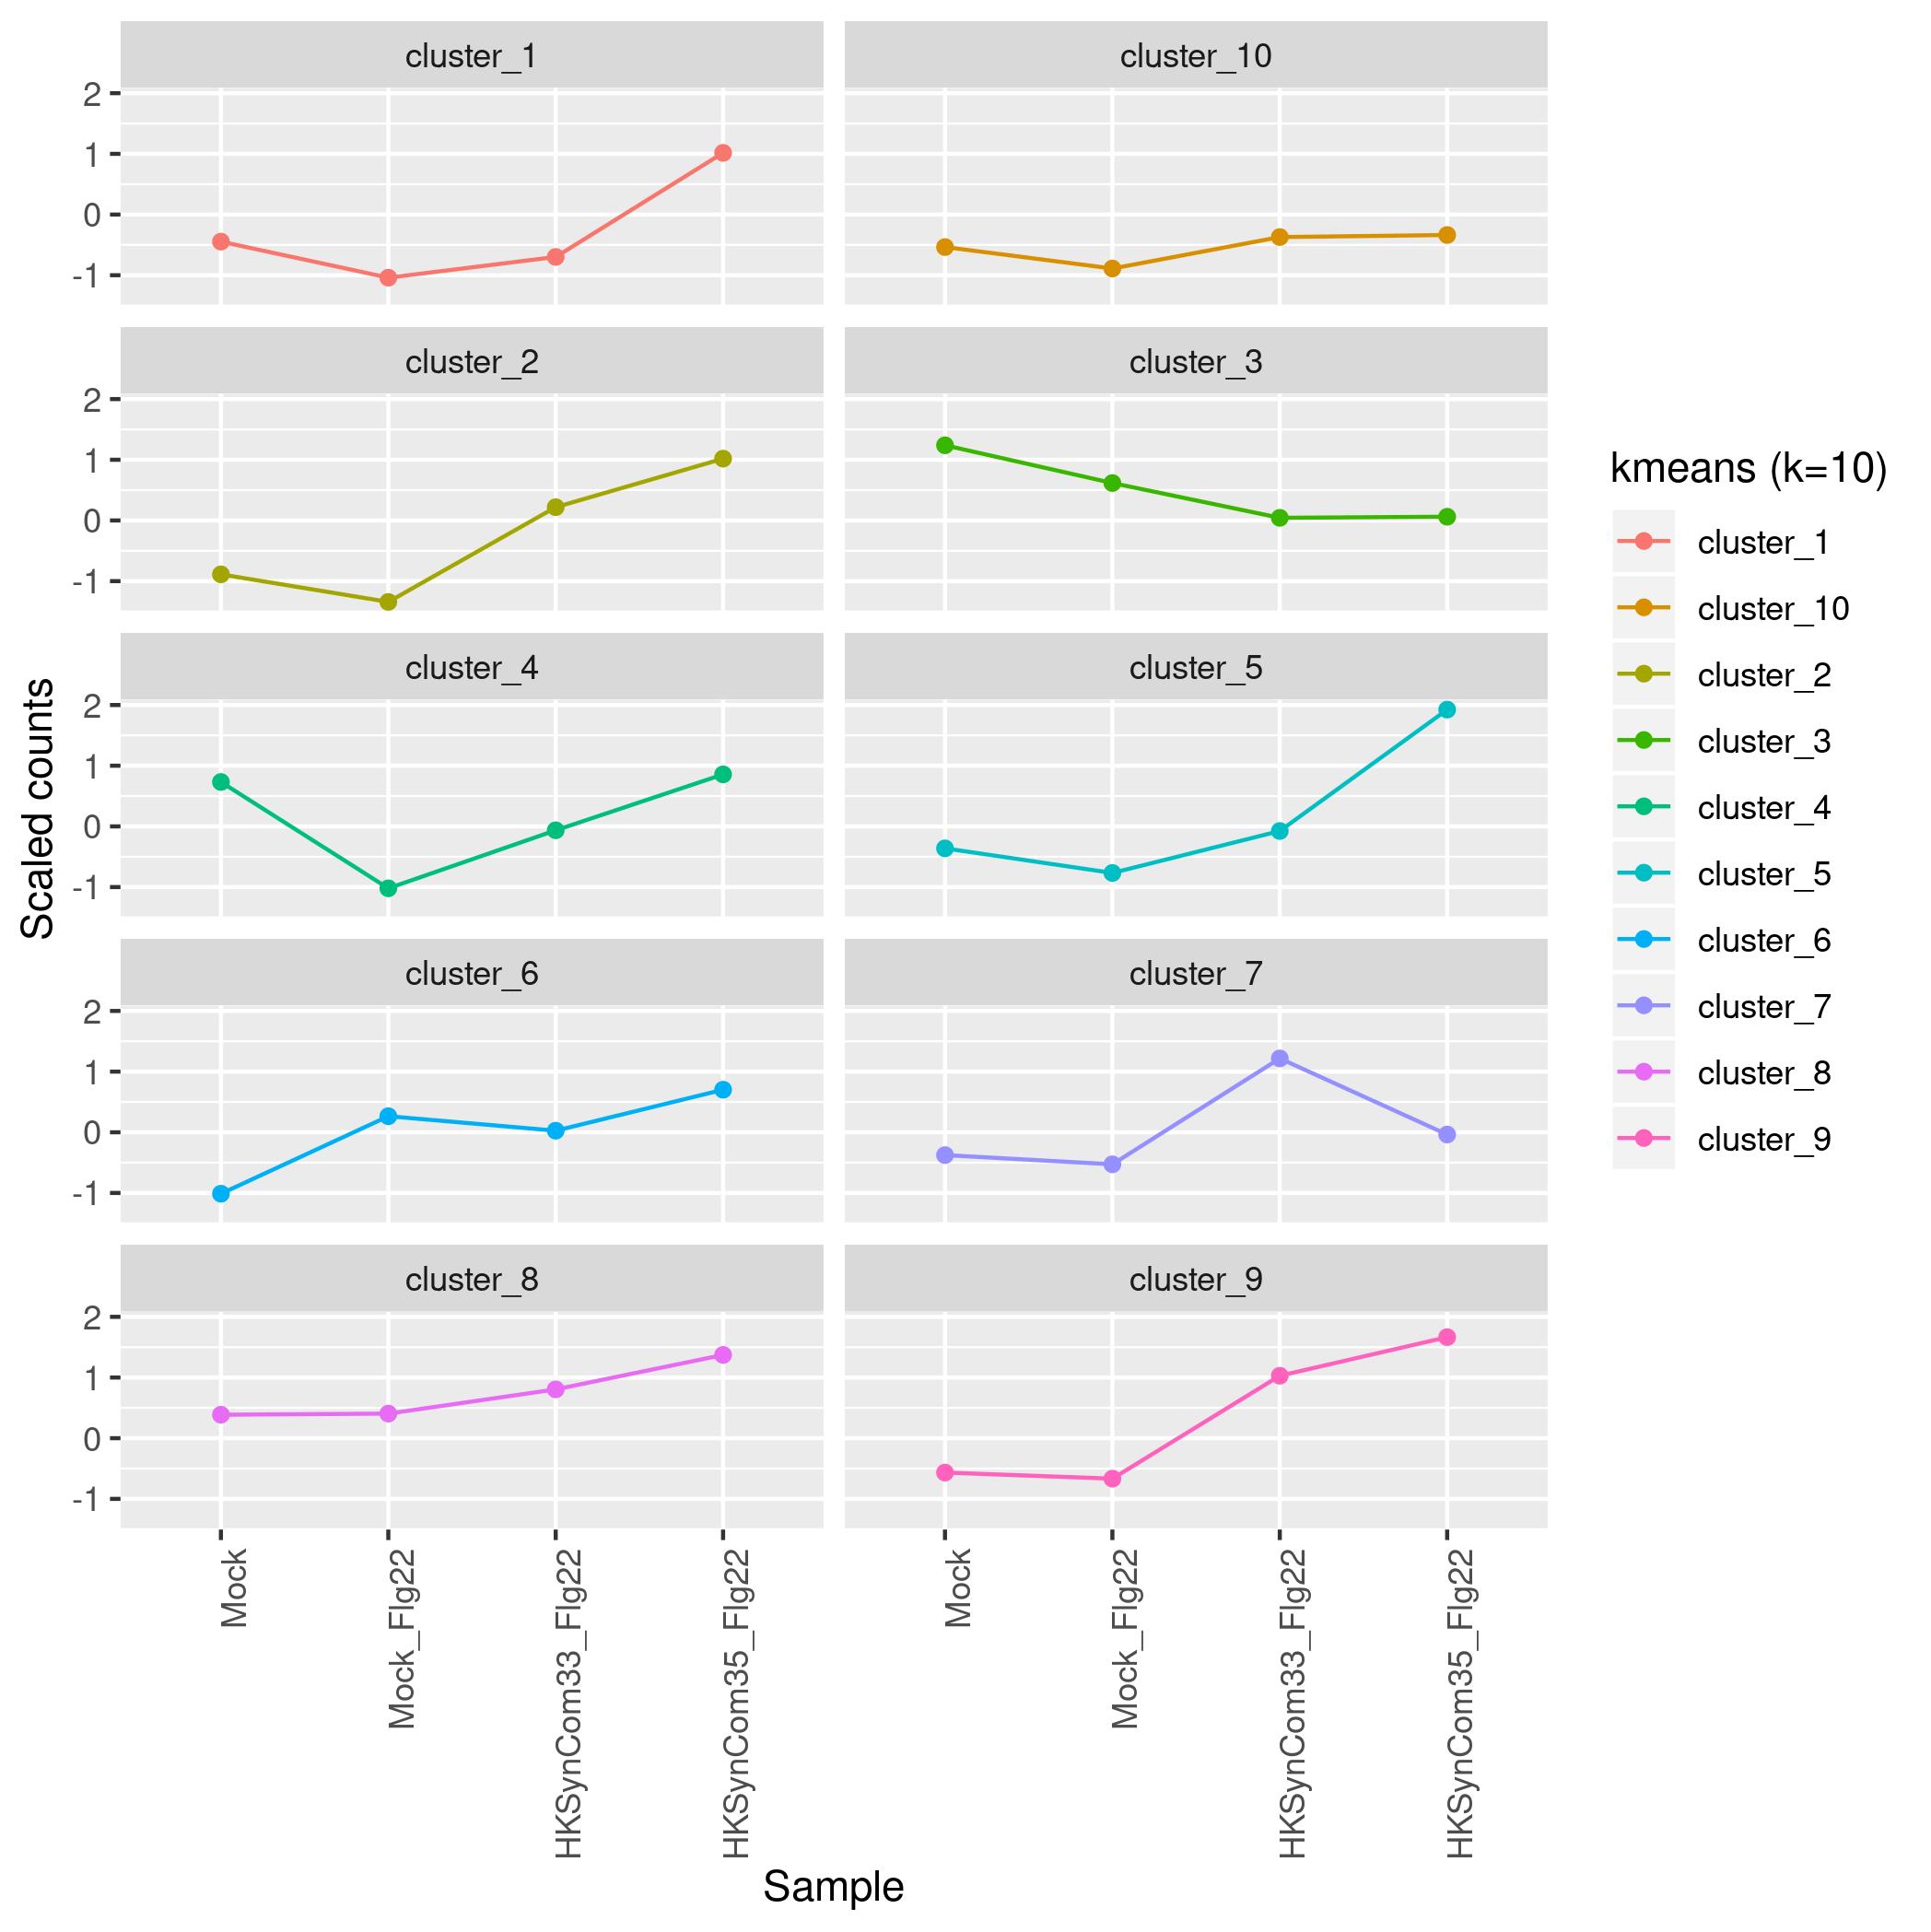 cluster_1
cluster_10
2
1
0
-1
cluster_2
cluster_3
2
1
0
-1
cluster_4
cluster_5
2
1
0
-1
cluster_6
cluster_7
2
1
0
-1
cluster_8
cluster_9
2
1
0
-1
Scaled counts
Mock
Mock_Flg22
HKSynCom33_Flg22
HKSynCom35_Flg22
Mock
Mock_Flg22
HKSynCom33_Flg22
HKSynCom35_Flg22
Sample
kmeans (k=10)
cluster_1
cluster_10
cluster_2
cluster_3
cluster_4
cluster_5
cluster_6
cluster_7
cluster_8
cluster_9